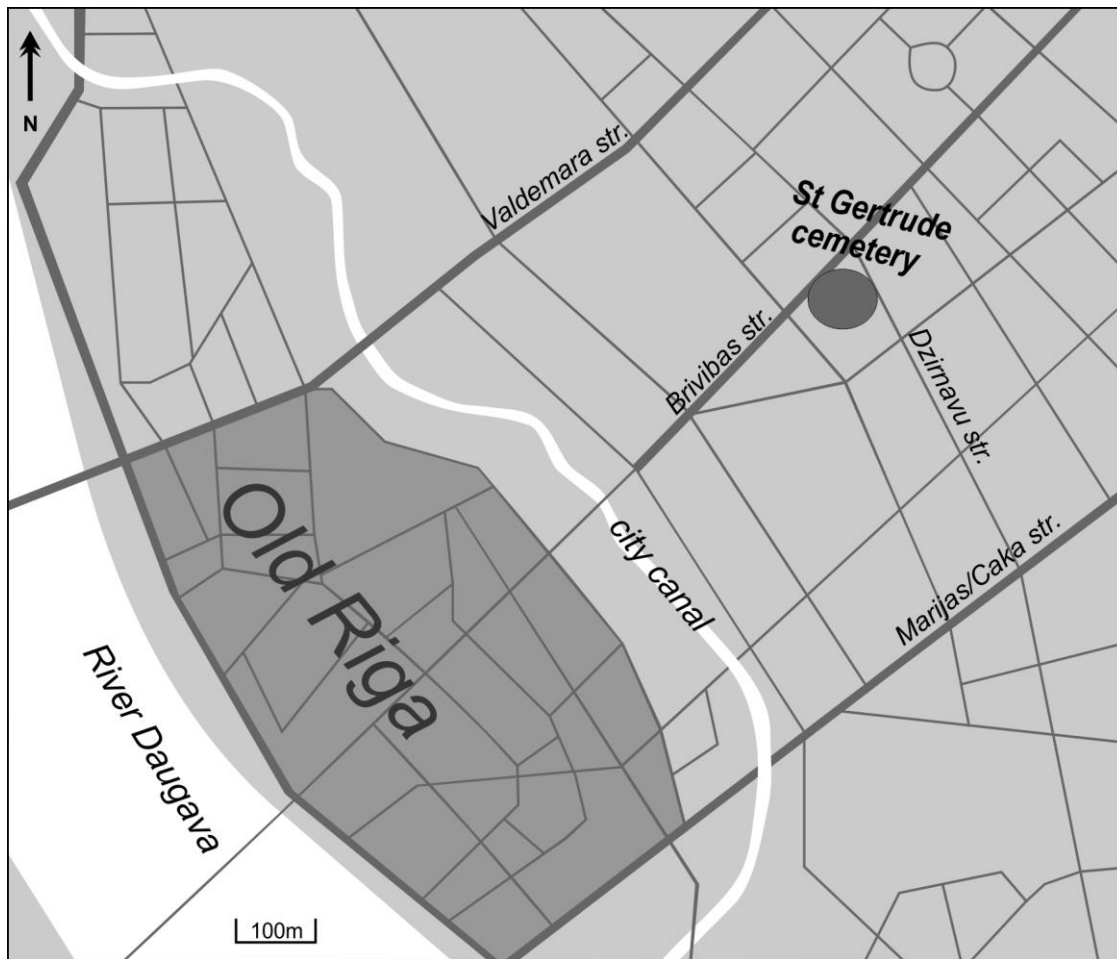 N
Valdemara str.
St Gertrude
cemetery
Brivibas str.
Dzirnavu str.
Old Riga
city canal
Marijas/Caka str.
River Daugava
100m